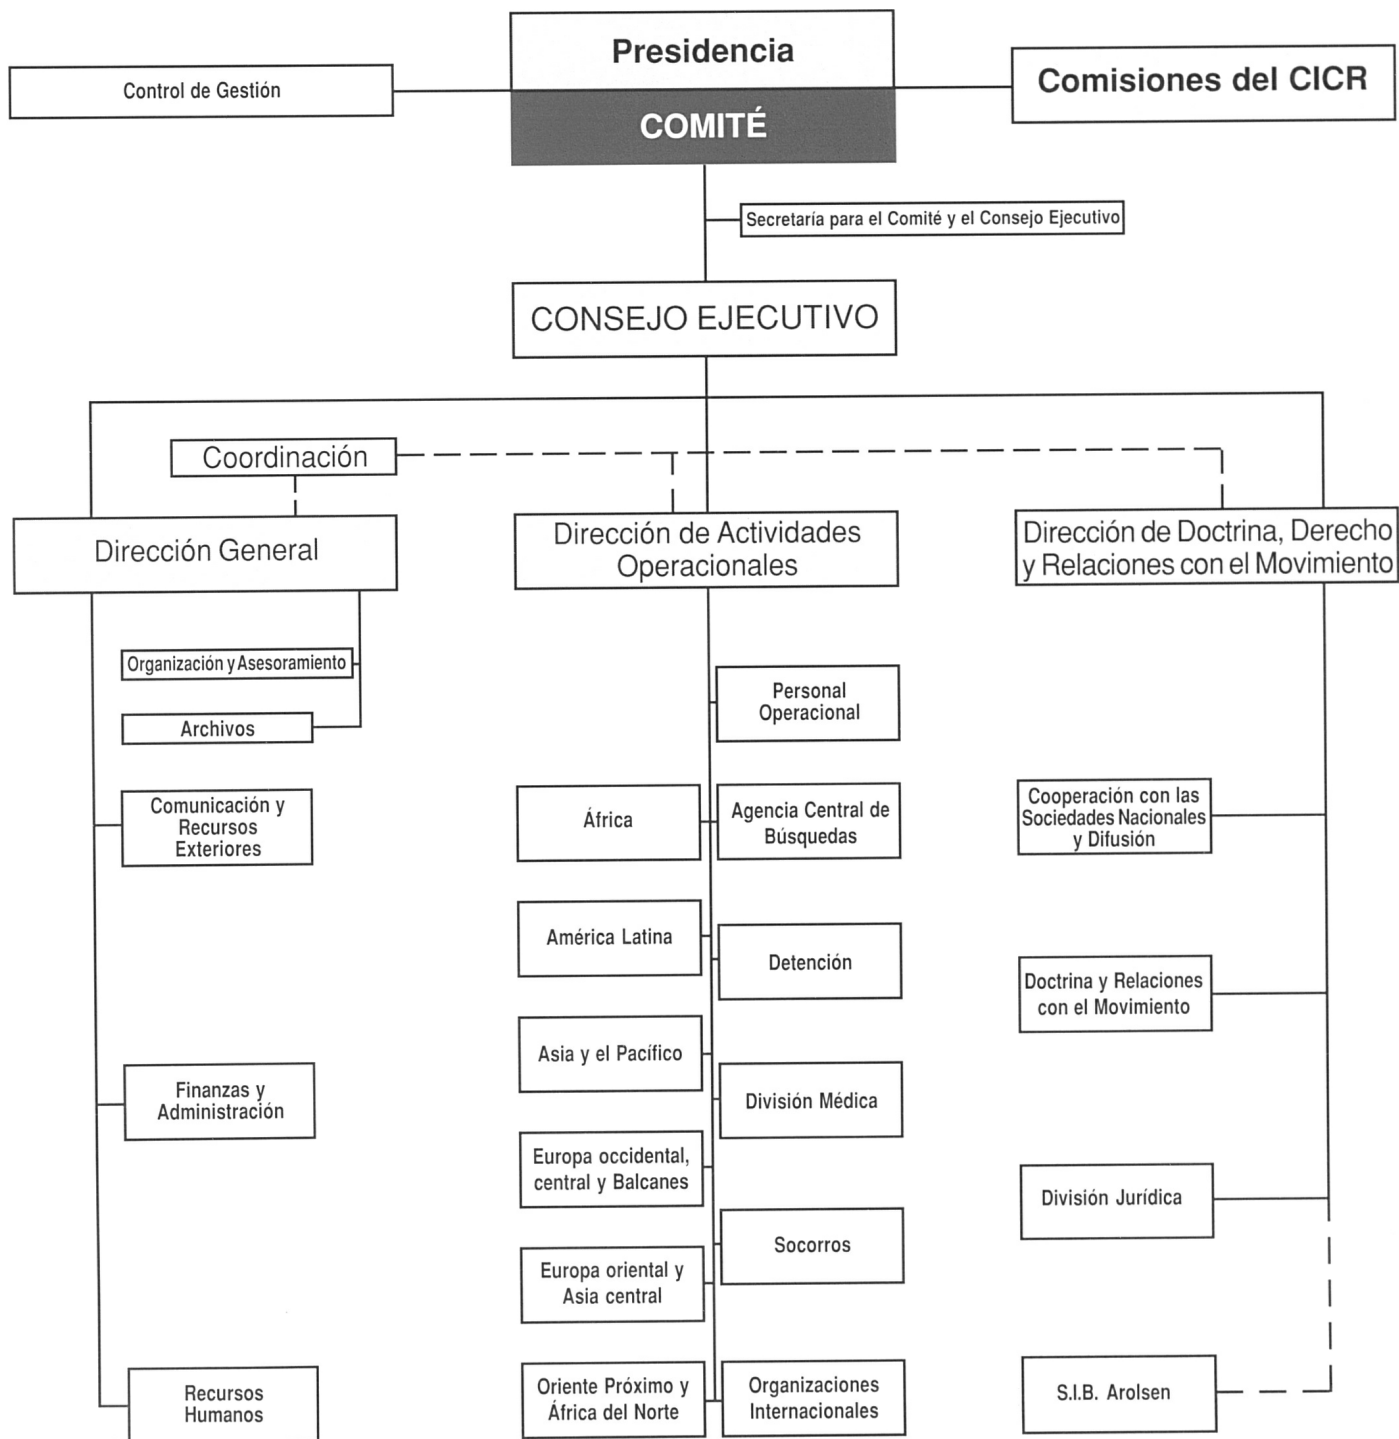 Presidencia
Control de Gestión
Comisiones del CICR
COMITÉ
Secretaría para el Comité y el Consejo Ejecutivo
CONSEJO EJECUTIVO
Coordinación
Dirección General
Dirección de Actividades
Operacionales
Dirección de Doctrina, Derecho
y Relaciones con el Movimiento
Organización y Asesoramiento
Archivos
Comunicación y
Recursos
Exteriores
Finanzas y
Administración
Recursos
Humanos
Personal
Operacional
África
Agencia Central de
Búsquedas
América Latina
Detención
Asia y el Pacífico
División Médica
Europa occidental,
central y Balcanes
Socorros
Europa oriental y
Asia central
Oriente Próximo y
África del Norte
Organizaciones
Internacionales
Cooperación con las
Sociedades Nacionales
y Difusión
Doctrina y Relaciones
con el Movimiento
División Jurídica
S.I.B. Arolsen